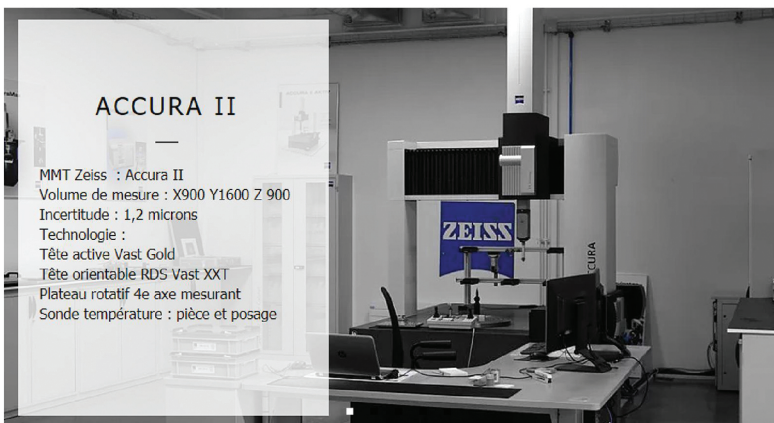 ACCURA II
MMT Zeiss : Accura II
Volume de mesure : X900 Y1600 Z 900
Incertitude : 1,2 microns
Technologie :
Tête active Vast Gold
Tête orientable RDS Vast XXT
Plateau rotatif 4e axe mesurant
Sonde température : pièce et posage
ZEISS
CURA